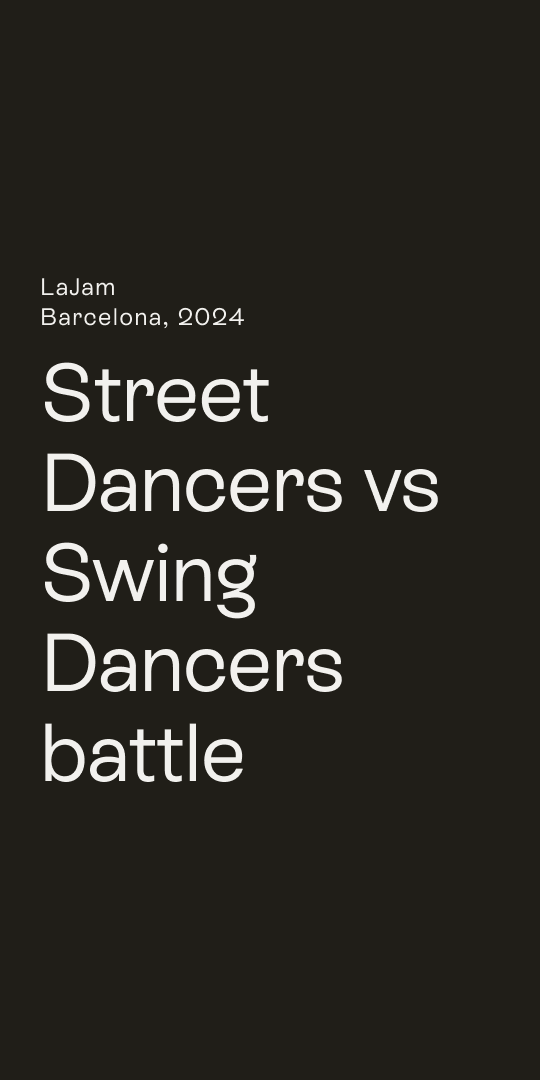 LaJam
Barcelona, 2024
Street
Dancers vs
Swing
Dancers
battle